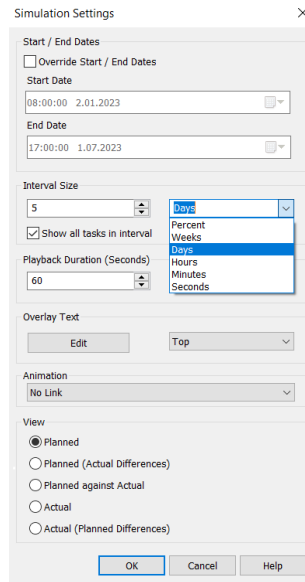 Simulation Settings
Start / End Dates
Override Start / End Dates
Start Date
08:00:00 2.01.2023
End Date
17:00:00 1.07.2023
Interval Size
5 Days
Percent
Show all tasks in interval
Weeks
Days
Playback Duration (Seconds)
Hours
60
Minutes
Seconds
Overlay Text
Edit Top
Animation
No Link
View
Planned
Planned (Actual Differences)
Planned against Actual
Actual
Actual (Planned Differences)
OK Cancel Help